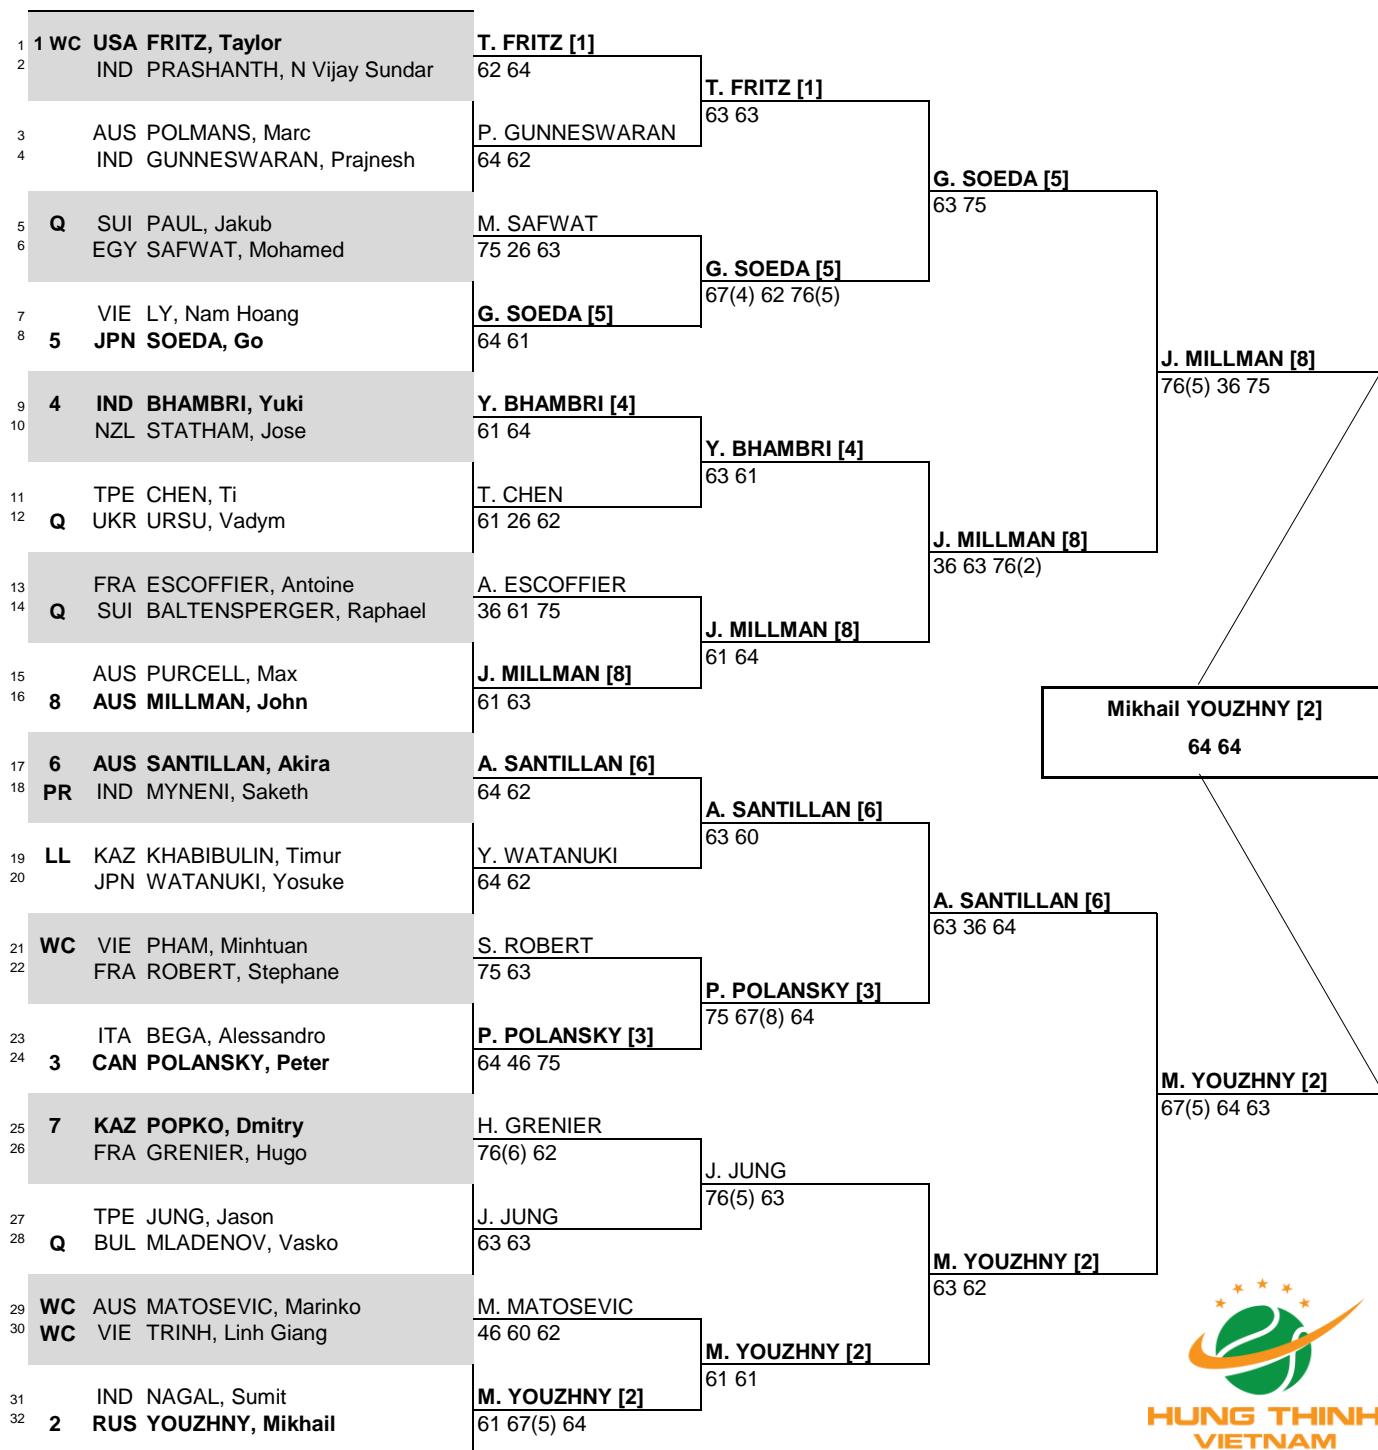 1 1 WC USA FRITZ, Taylor
2 IND PRASHANTH, N Vijay Sundar
3 AUS POLMANS, Marc
4 IND GUNNESWARAN, Prajnesh
5 Q SUI PAUL, Jakub
6 EGY SAFWAT, Mohamed
7 VIE LY, Nam Hoang
8 5 JPN SOEDA, Go
9 4 IND BHAMBRI, Yuki
10 NZL STATHAM, Jose
11 TPE CHEN, Ti
12 Q UKR URSU, Vadym
13 FRA ESCOFFIER, Antoine
14 Q SUI BALTENSPERGER, Raphael
15 AUS PURCELL, Max
16 8 AUS MILLMAN, John
17 6 AUS SANTILLAN, Akira
18 PR IND MYNENI, Saketh
19 LL KAZ KHABIBULIN, Timur
20 JPN WATANUKI, Yosuke
21 WC VIE PHAM, Minhtuan
22 FRA ROBERT, Stephane
23 ITA BEGA, Alessandro
24 3 CAN POLANSKY, Peter
25 7 KAZ POPKO, Dmitry
26 FRA GRENIER, Hugo
27 TPE JUNG, Jason
28 Q BUL MLADENOV, Vasko
29 WC AUS MATOSEVIC, Marinko
30 WC VIE TRINH, Linh Giang
31 IND NAGAL, Sumit
32 2 RUS YOUZHNY, Mikhail
T. FRITZ [1]
62 64
P. GUNNESWARAN
64 62
M. SAFWAT
75 26 63
G. SOEDA [5]
64 61
Y. BHAMBRI [4]
61 64
T. CHEN
61 26 62
A. ESCOFFIER
36 61 75
J. MILLMAN [8]
61 63
A. SANTILLAN [6]
64 62
Y. WATANUKI
64 62
S. ROBERT
75 63
P. POLANSKY [3]
64 46 75
H. GRENIER
76(6) 62
J. JUNG
63 63
M. MATOSEVIC
46 60 62
M. YOUZHNY [2]
61 67(5) 64
T. FRITZ [1]
63 63
G. SOEDA [5]
67(4) 62 76(5)
Y. BHAMBRI [4]
63 61
J. MILLMAN [8]
61 64
A. SANTILLAN [6]
63 60
P. POLANSKY [3]
75 67(8) 64
J. JUNG
76(5) 63
M. YOUZHNY [2]
61 61
G. SOEDA [5]
63 75
J. MILLMAN [8]
36 63 76(2)
A. SANTILLAN [6]
63 36 64
M. YOUZHNY [2]
63 62
J. MILLMAN [8]
76(5) 36 75
M. YOUZHNY [2]
67(5) 64 63
Mikhail YOUZHNY [2]
64 64
HUNG THINH
VIETNAM